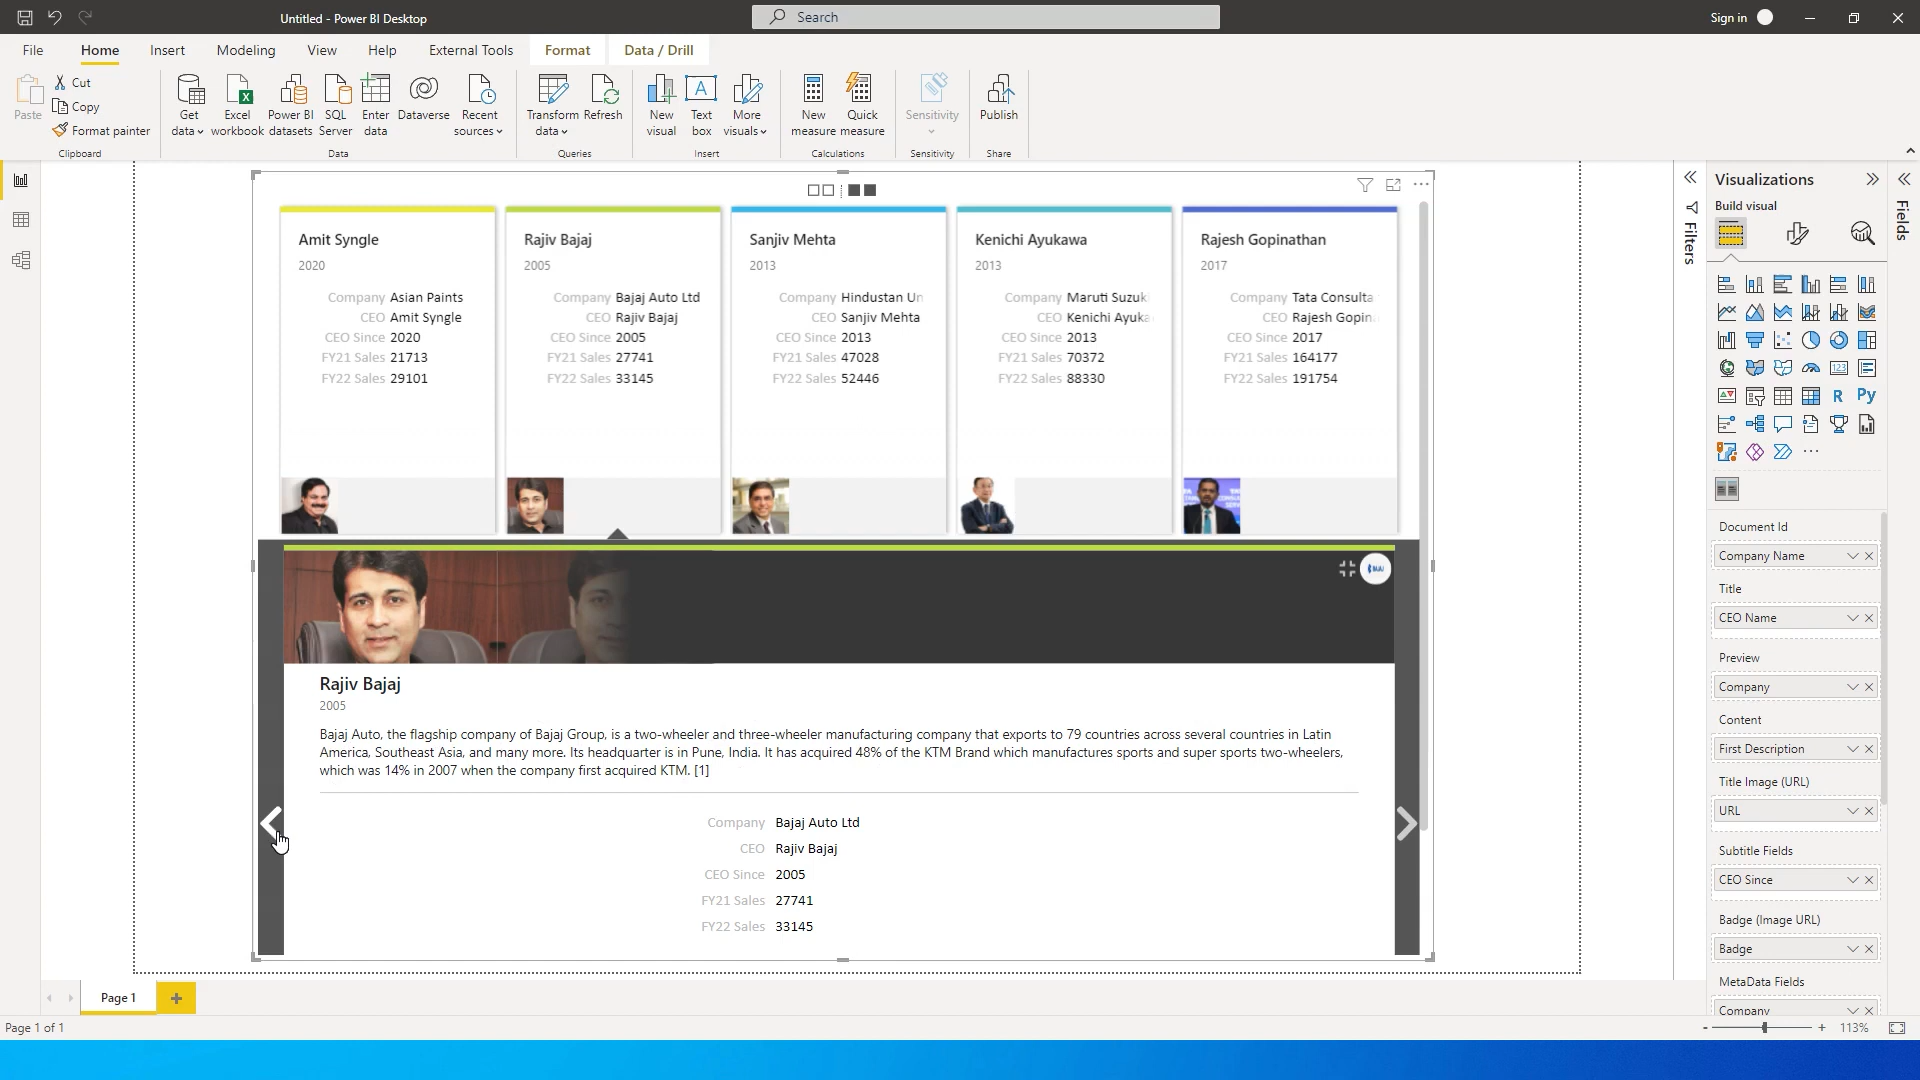 Untitled - Power BI Desktop
Search
Sign in
File
Home
Insert
Modeling
View
Help
External Tools
Format
Data / Drill
Paste
Cut
Copy
Format painter
Clipboard
Get data
Excel workbook
Power BI datasets
SQL Server
Enter data
Dataverse
Recent sources
Data
Transform data
Refresh
Queries
New visual
Text box
More visuals
Insert
New measure
Quick measure
Calculations
Sensitivity
Sensitivity
Publish
Share
Amit Syngle
2020
Company Asian Paints
CEO Amit Syngle
CEO Since 2020
FY21 Sales 21713
FY22 Sales 29101
Rajiv Bajaj
2005
Company Bajaj Auto Ltd
CEO Rajiv Bajaj
CEO Since 2005
FY21 Sales 27741
FY22 Sales 33145
Sanjiv Mehta
2013
Company Hindustan Un
CEO Sanjiv Mehta
CEO Since 2013
FY21 Sales 47028
FY22 Sales 52446
Kenichi Ayukawa
2013
Company Maruti Suzuk
CEO Kenichi Ayuka
CEO Since 2013
FY21 Sales 70372
FY22 Sales 88330
Rajesh Gopinathan
2017
Company Tata Consulta
CEO Rajesh Gopin
CEO Since 2017
FY21 Sales 164177
FY22 Sales 191754
Rajiv Bajaj
2005
Bajaj Auto, the flagship company of Bajaj Group, is a two-wheeler and three-wheeler manufacturing company that exports to 79 countries across several countries in Latin
America, Southeast Asia, and many more. Its headquarter is in Pune, India. It has acquired 48% of the KTM Brand which manufactures sports and super sports two-wheelers,
which was 14% in 2007 when the company first acquired KTM. [1]
Company Bajaj Auto Ltd
CEO Rajiv Bajaj
CEO Since 2005
FY21 Sales 27741
FY22 Sales 33145
Filters
Visualizations
Build visual
123
R
Py
Document Id
Company Name
Title
CEO Name
Preview
Company
Content
First Description
Title Image (URL)
URL
Subtitle Fields
CEO Since
Badge (Image URL)
Badge
MetaData Fields
Company
Fields
Page 1
Page 1 of 1
113%